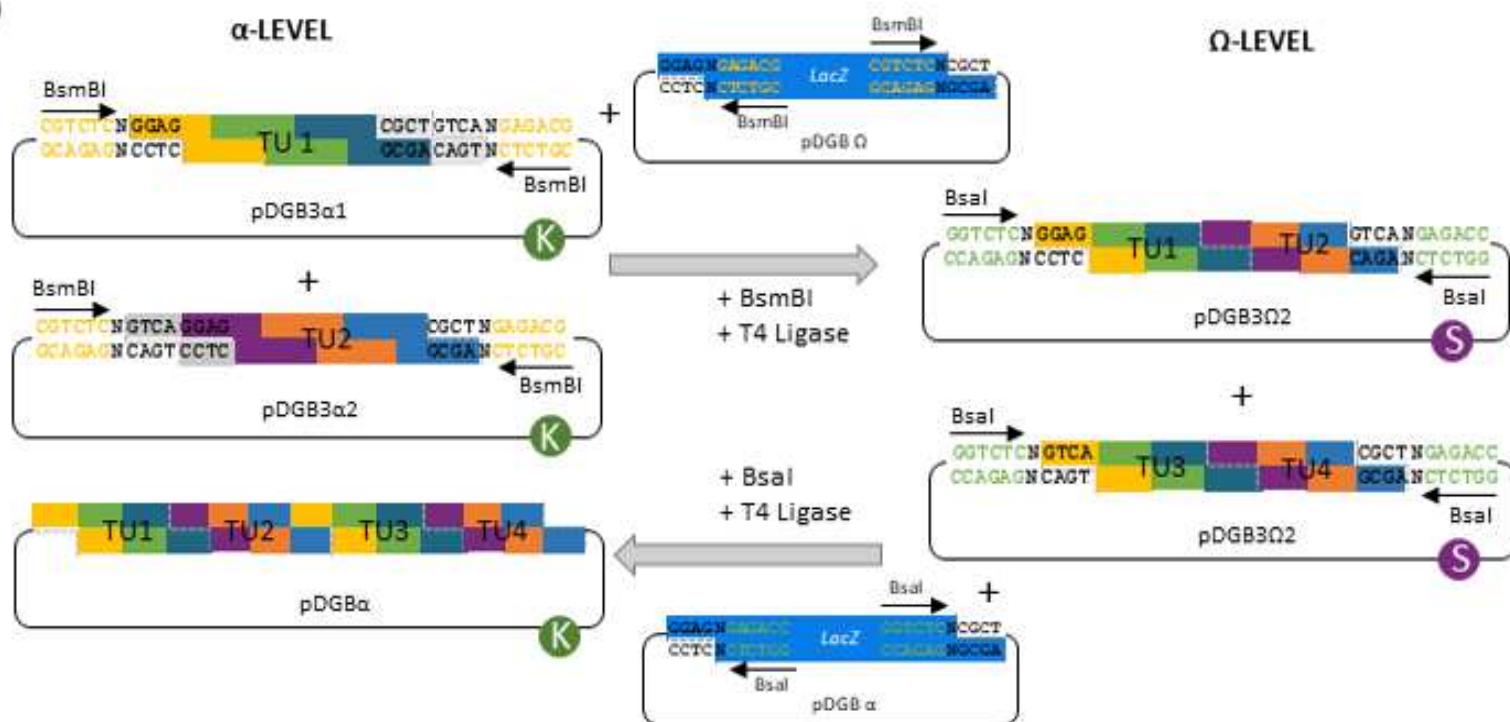 α-LEVEL
BsmBI
CGTCTCNGGAG
TU 1
CGCTGTCANGAGACG
GCAGAGNCCTC
GCGACAGTNCTCTGC
BsmBI
pDGB3α1
K
+
BsmBI
GGAGNGAGACG
LacZ
CGTCTCNCGCT
CCTCNCTCTGC
GCAGAGNGCGA
BsmBI
pDGB Ω
Ω-LEVEL
+
BsmBI
CGTCTCNGTCAGGAG
TU2
CGCTNGAGACG
GCAGAGNCAGTCCTC
GCGANCTCTGC
BsmBI
pDGB3α2
K
+ BsmBI
+ T4 Ligase
BsaI
GGTCTCNGGAG
TU1
TU2
GTCANGAGACC
CCAGAGNCCTC
CAGANCTCTGG
BsaI
pDGB3Ω2
S
+
BsaI
GGTCTCNGTCA
TU3
TU4
CGCTNGAGACC
CCAGAGNCAGT
GCGANCTCTGG
BsaI
pDGB3Ω2
S
+ BsaI
+ T4 Ligase
TU1
TU2
TU3
TU4
pDGBα
K
+
BsaI
GGAGNGAGACC
LacZ
GGTCTCNCGCT
CCTCNCTCTGG
CCAGAGNGCGA
BsaI
pDGB α